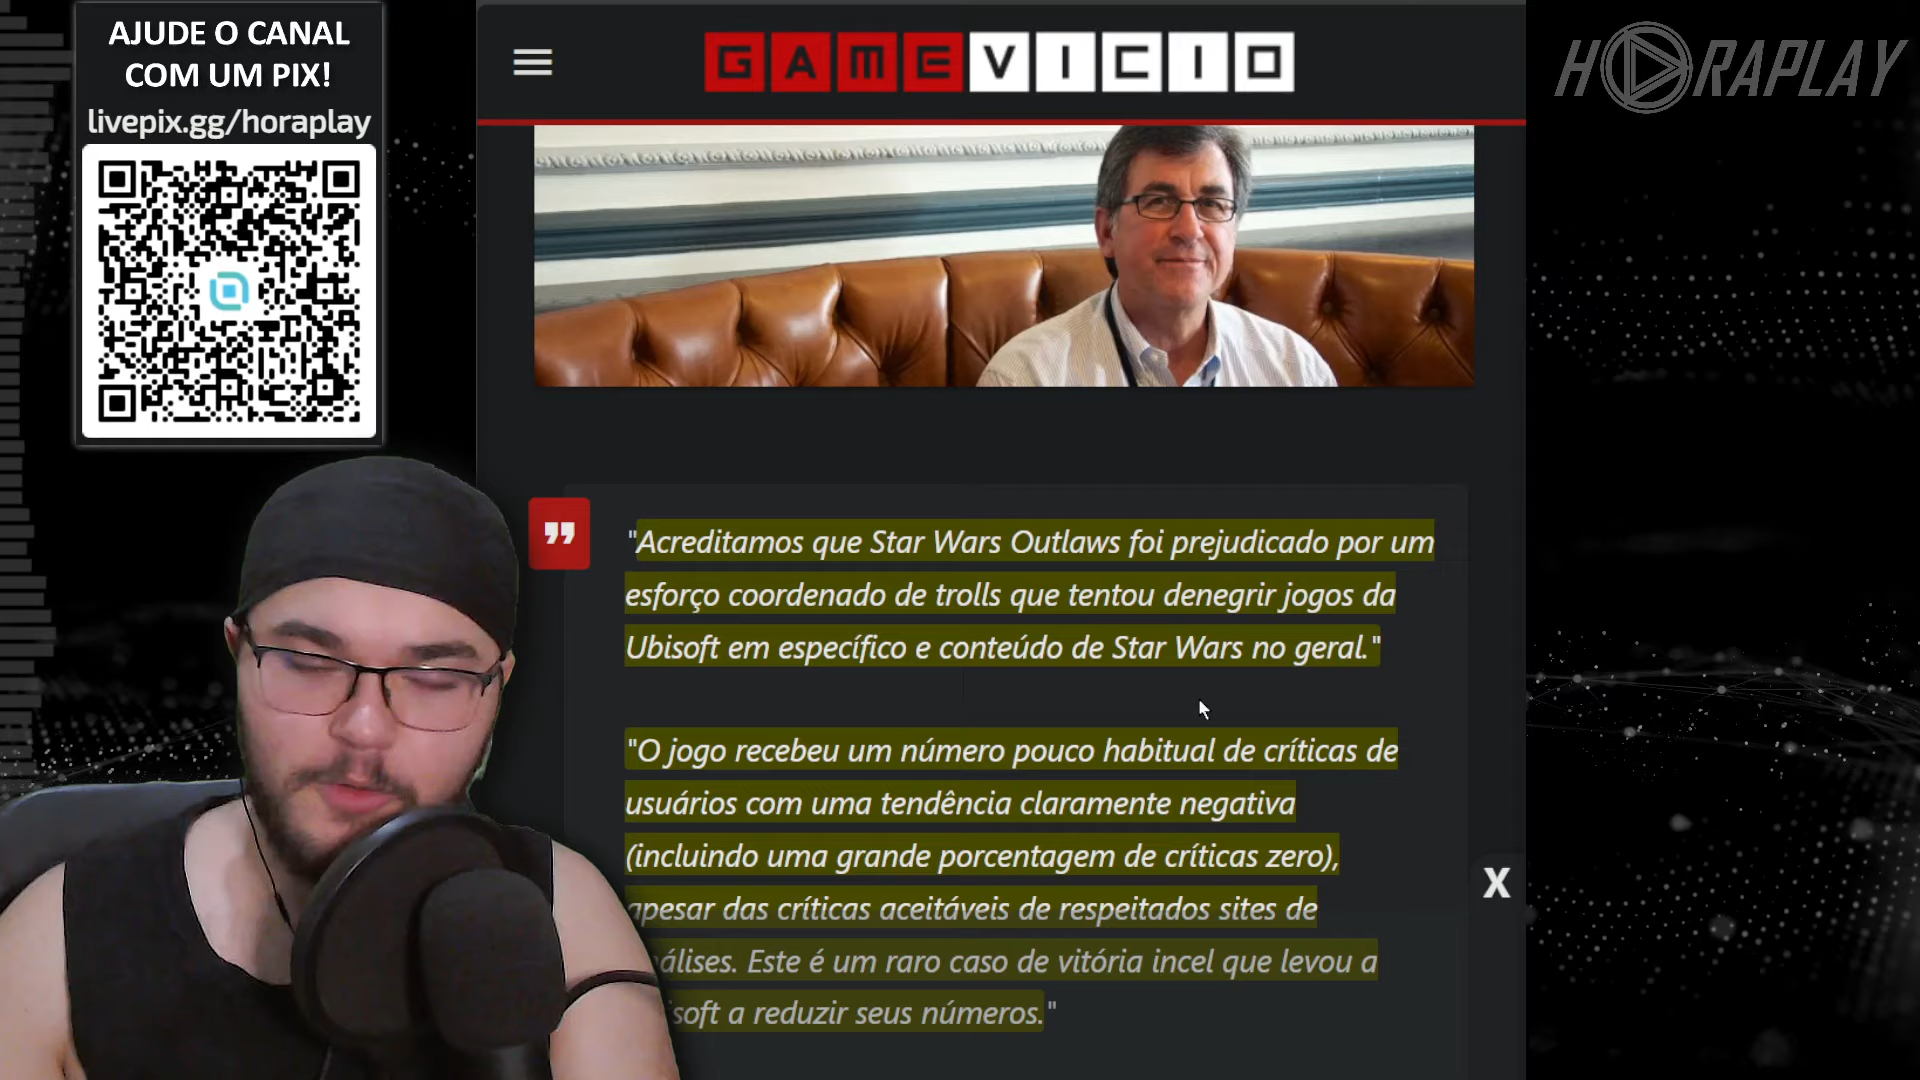 AJUDE O CANAL
COM UM PIX!
livepix.gg/horaplay
GAMEVICIO
HORAPLAY
"Acreditamos que Star Wars Outlaws foi prejudicado por um
esforço coordenado de trolls que tentou denegrir jogos da
Ubisoft em específico e conteúdo de Star Wars no geral."
"O jogo recebeu um número pouco habitual de críticas de
usuários com uma tendência claramente negativa
(incluindo uma grande porcentagem de críticas zero),
apesar das críticas aceitáveis de respeitados sites de
álises. Este é um raro caso de vitória incel que levou a
soft a reduzir seus números."
X